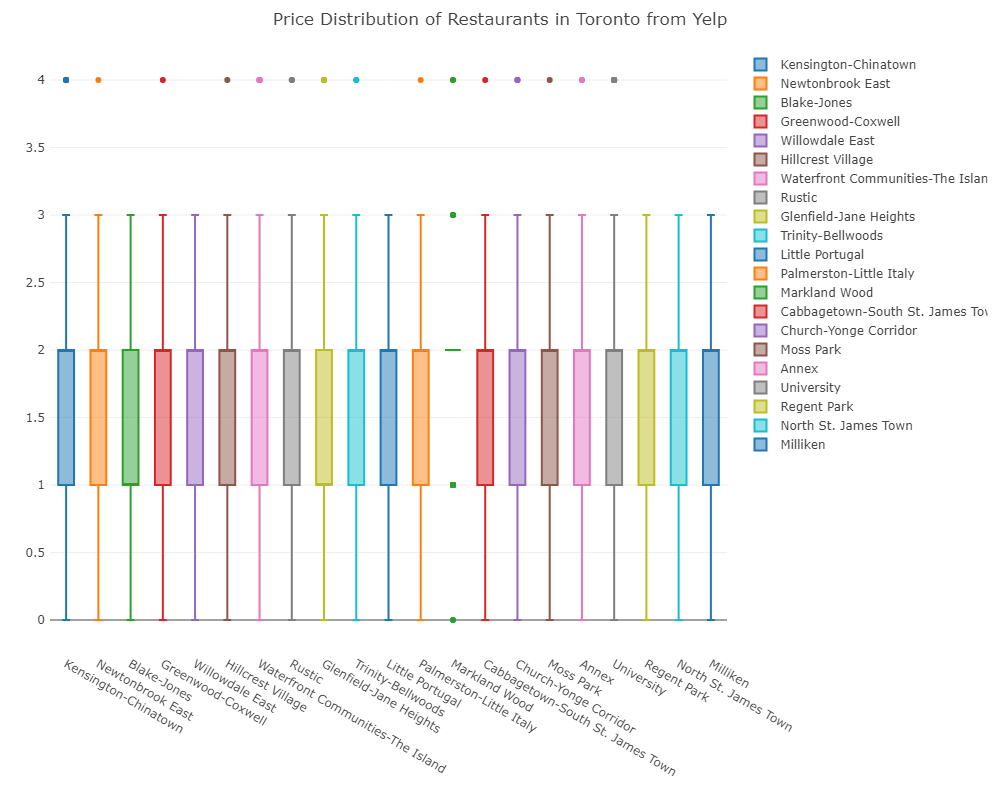 Price Distribution of Restaurants in Toronto from Yelp
4
3.5
3
2.5
2
1.5
1
0.5
0
Kensington-Chinatown
Newtonbrook East
Blake-Jones
Greenwood-Coxwell
Willowdale East
Hillcrest Village
Waterfront Communities-The Island
Rustic
Glenfield-Jane Heights
Trinity-Bellwoods
Little Portugal
Palmerston-Little Italy
Markland Wood
Cabbagetown-South St. James Town
Church-Yonge Corridor
Moss Park
Annex
University
Regent Park
North St. James Town
Milliken
Kensington-Chinatown
Newtonbrook East
Blake-Jones
Greenwood-Coxwell
Willowdale East
Hillcrest Village
Waterfront Communities-The Islan
Rustic
Glenfield-Jane Heights
Trinity-Bellwoods
Little Portugal
Palmerston-Little Italy
Markland Wood
Cabbagetown-South St. James Tow
Church-Yonge Corridor
Moss Park
Annex
University
Regent Park
North St. James Town
Milliken